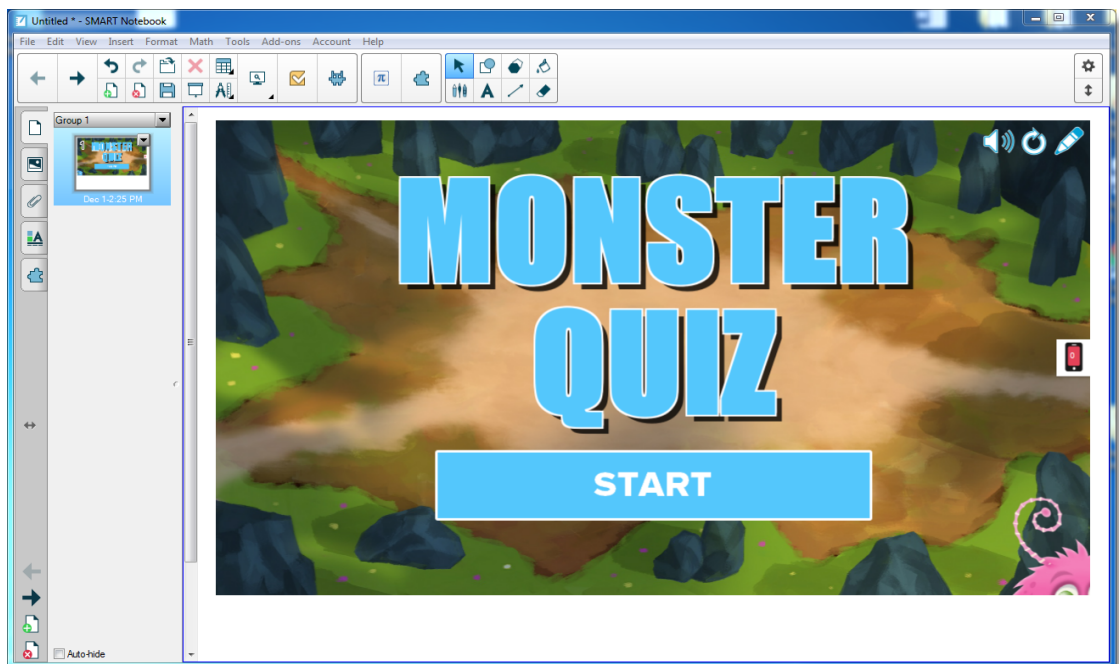 Untitled * - SMART Notebook
File Edit View Insert Format Math Tools Add-ons Account Help
π
A
Group 1
Dec 1-2:25 PM
MONSTER
QUIZ
0
START
Auto-hide